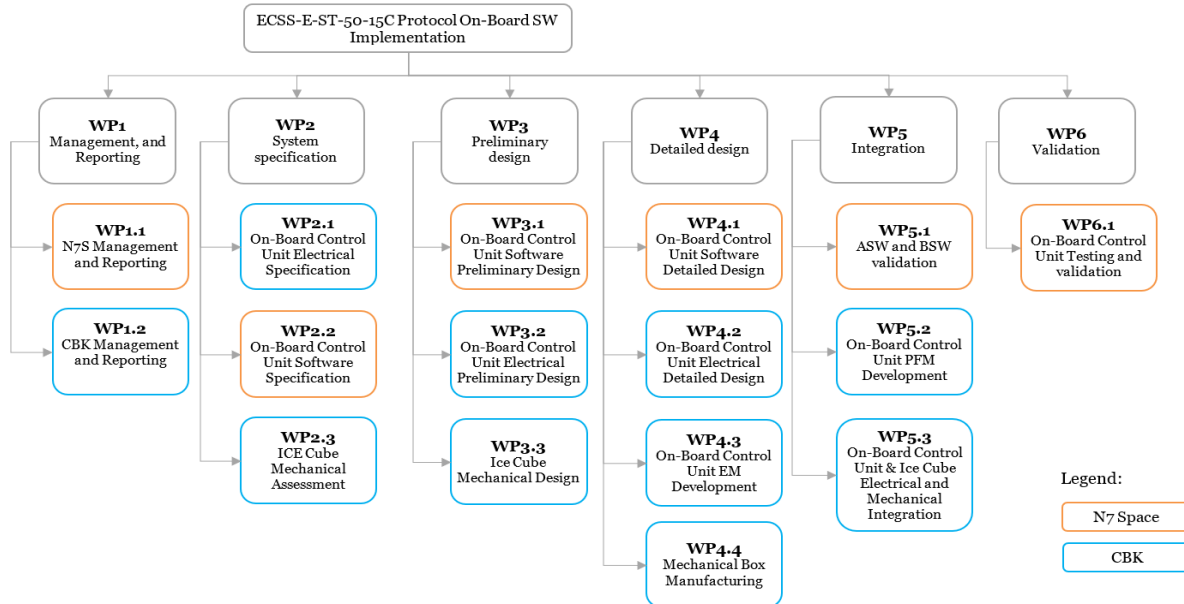 ECSS-E-ST-50-15C Protocol On-Board SW
Implementation
WP1
Management, and
Reporting
WP1.1
N7S Management
and Reporting
WP1.2
CBK Management
and Reporting
WP2
System
specification
WP2.1
On-Board Control
Unit Electrical
Specification
WP2.2
On-Board Control
Unit Software
Specification
WP2.3
ICE Cube
Mechanical
Assessment
WP3
Preliminary
design
WP3.1
On-Board Control
Unit Software
Preliminary Design
WP3.2
On-Board Control
Unit Electrical
Preliminary Design
WP3.3
Ice Cube
Mechanical Design
WP4
Detailed design
WP4.1
On-Board Control
Unit Software
Detailed Design
WP4.2
On-Board Control
Unit Electrical
Detailed Design
WP4.3
On-Board Control
Unit EM
Development
WP4.4
Mechanical Box
Manufacturing
WP5
Integration
WP5.1
ASW and BSW
validation
WP5.2
On-Board Control
Unit PFM
Development
WP5.3
On-Board Control
Unit & Ice Cube
Electrical and
Mechanical
Integration
WP6
Validation
WP6.1
On-Board Control
Unit Testing and
validation
Legend:
N7 Space
CBK